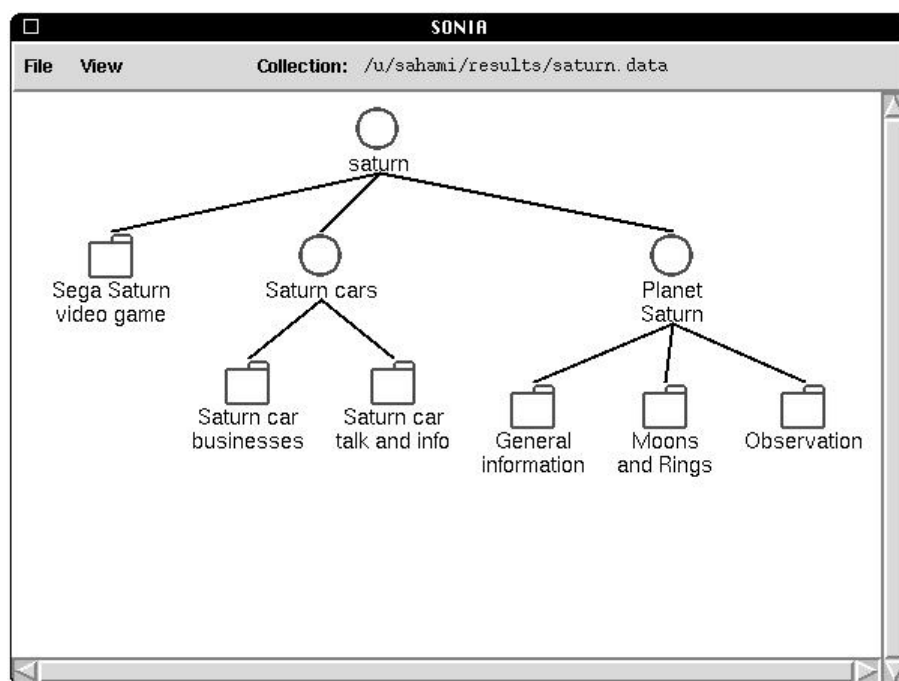 SONIA
File View Collection: /u/sahami/results/saturn.data
saturn
Sega Saturn
video game
Saturn cars
Planet
Saturn
Saturn car
businesses
Saturn car
talk and info
General
information
Moons
and Rings
Observation